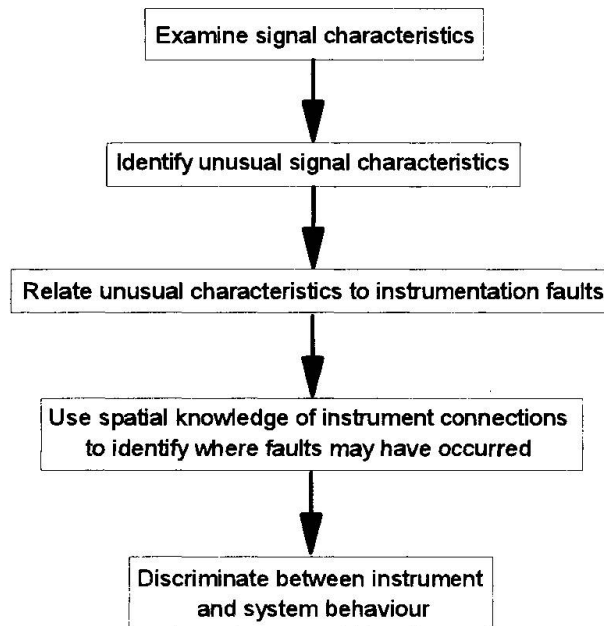 Examine signal characteristics
Identify unusual signal characteristics
Relate unusual characteristics to instrumentation faults
Use spatial knowledge of instrument connections
to identify where faults may have occurred
Discriminate between instrument
and system behaviour